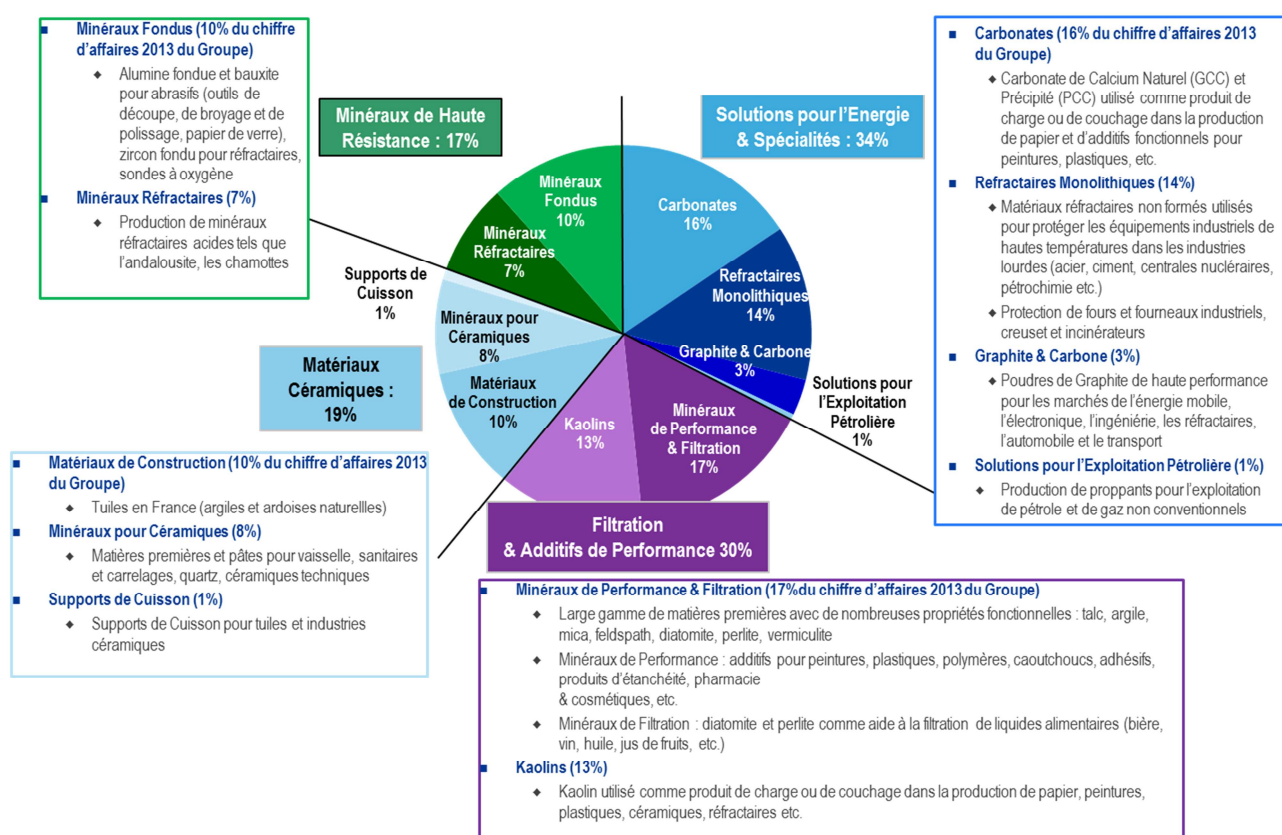 ■ Minéraux Fondus (10% du chiffre
d'affaires 2013 du Groupe)
◆ Alumine fondue et bauxite
pour abrasifs (outils de
découpe, de broyage et de
polissage, papier de verre),
zircon fondu pour réfractaires,
sondes à oxygène
■ Minéraux Réfractaires (7%)
◆ Production de minéraux
réfractaires acides tels que
l'andalousite, les chamottes
Minéraux de Haute
Résistance : 17%
Solutions pour l'Energie
& Spécialités : 34%
■ Carbonates (16% du chiffre d'affaires 2013
du Groupe)
◆ Carbonate de Calcium Naturel (GCC) et
Précipité (PCC) utilisé comme produit de
charge ou de couchage dans la production
de papier et d'additifs fonctionnels pour
peintures, plastiques, etc.
■ Refractaires Monolithiques (14%)
◆ Matériaux réfractaires non formés utilisés
pour protéger les équipements industriels de
hautes températures dans les industries
lourdes (acier, ciment, centrales nucléraires,
pétrochimie etc.)
◆ Protection de fours et fourneaux industriels,
creuset et incinérateurs
■ Graphite & Carbone (3%)
◆ Poudres de Graphite de haute performance
pour les marchés de l'énergie mobile,
l'électronique, l'ingéniérie, les réfractaires,
l'automobile et le transport
■ Solutions pour l'Exploitation Pétrolière (1%)
◆ Production de proppants pour l'exploitation
de pétrole et de gaz non conventionnels
Minéraux
Fondus
10%
Carbonates
16%
Minéraux
Réfractaires
7%
Refractaires
Monolithiques
14%
Supports de
Cuisson
1%
Minéraux pour
Céramiques
8%
Graphite & Carbone
3%
Solutions pour
l'Exploitation
Pétrolière
1%
Matériaux
de Construction
10%
Kaolins
13%
Minéraux
de Performance
& Filtration
17%
Matériaux
Céramiques :
19%
Filtration
& Additifs de Performance 30%
■ Matériaux de Construction (10% du chiffre d'affaires 2013
du Groupe)
◆ Tuiles en France (argiles et ardoises naturellles)
■ Minéraux pour Céramiques (8%)
◆ Matières premières et pâtes pour vaisselle, sanitaires
et carrelages, quartz, céramiques techniques
■ Supports de Cuisson (1%)
◆ Supports de Cuisson pour tuiles et industries
céramiques
■ Minéraux de Performance & Filtration (17%du chiffre d'affaires 2013 du Groupe)
◆ Large gamme de matières premières avec de nombreuses propriétés fonctionnelles : talc, argile,
mica, feldspath, diatomite, perlite, vermiculite
◆ Minéraux de Performance : additifs pour peintures, plastiques, polymères, caoutchoucs, adhésifs,
produits d'étanchéité, pharmacie
& cosmétiques, etc.
◆ Minéraux de Filtration : diatomite et perlite comme aide à la filtration de liquides alimentaires (bière,
vin, huile, jus de fruits, etc.)
■ Kaolins (13%)
◆ Kaolin utilisé comme produit de charge ou de couchage dans la production de papier, peintures,
plastiques, céramiques, réfractaires etc.